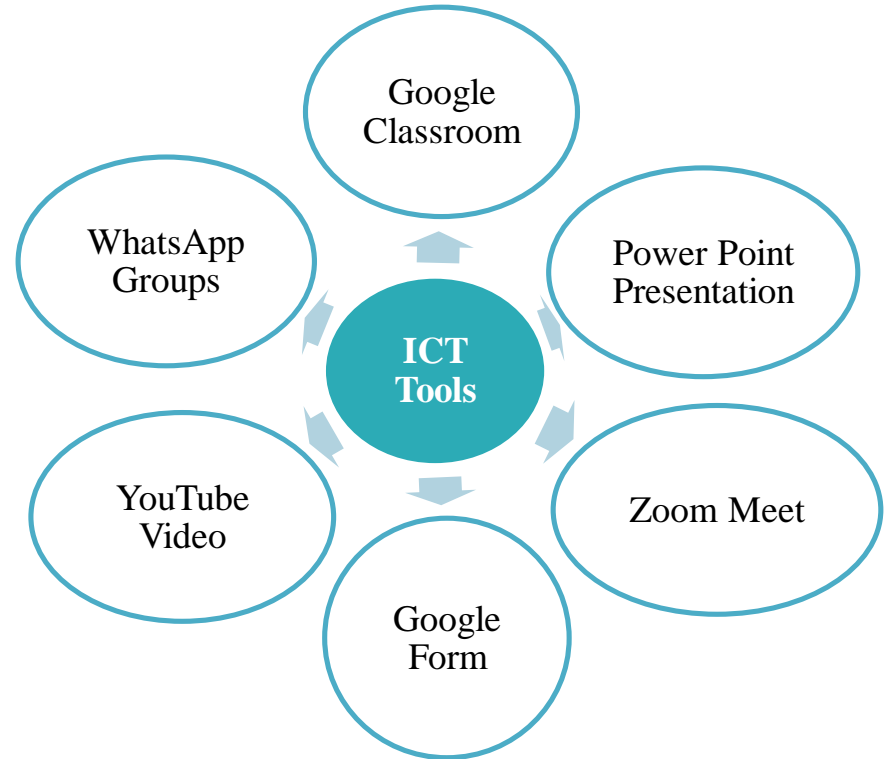 Google
Classroom
WhatsApp
Groups
Power Point
Presentation
ICT
Tools
YouTube
Video
Zoom Meet
Google
Form